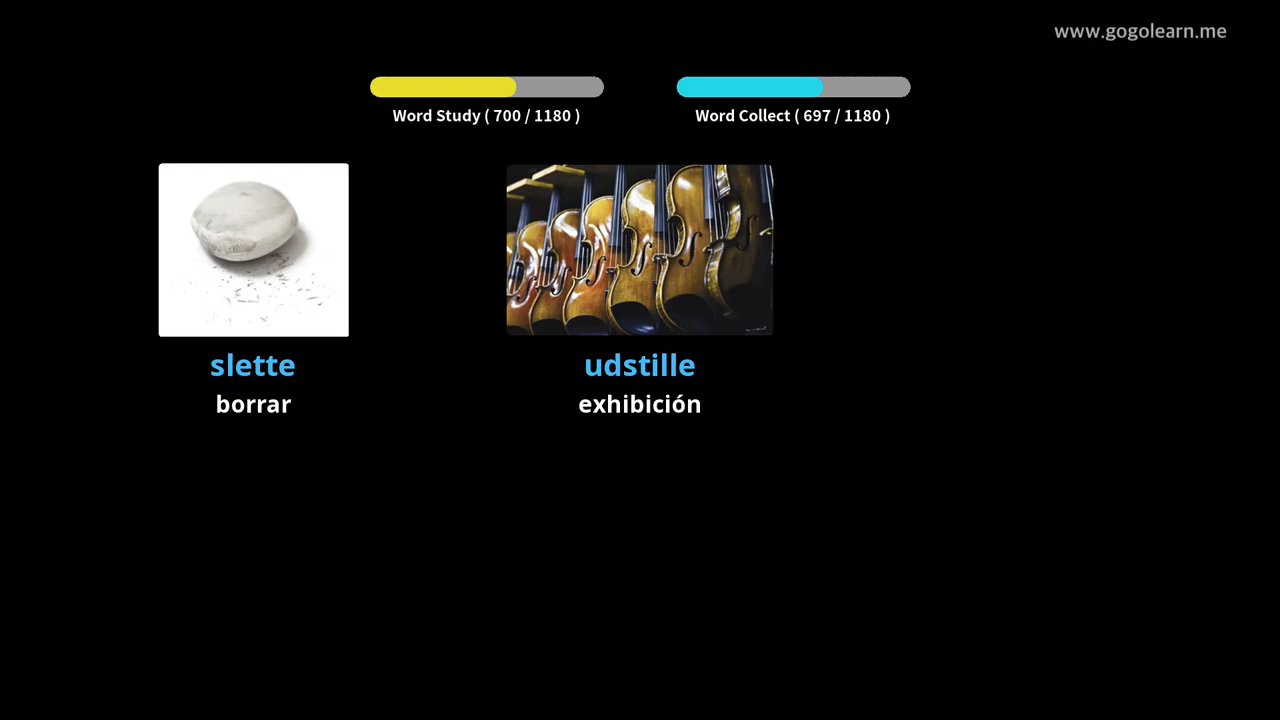 www.gogolearn.me
Word Study ( 700 / 1180 )
Word Collect ( 697 / 1180 )
slette
borrar
udstille
exhibición